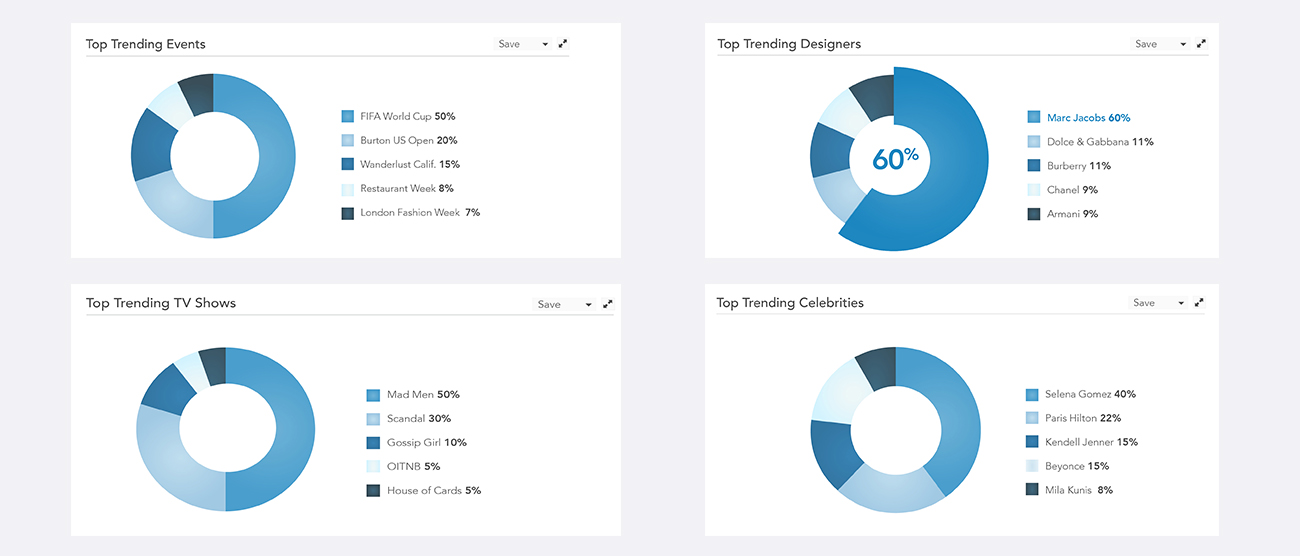 Top Trending Events
Save
FIFA World Cup 50%
Burton US Open 20%
Wanderlust Calif. 15%
Restaurant Week 8%
London Fashion Week 7%
Top Trending Designers
Save
60%
Marc Jacobs 60%
Dolce & Gabbana 11%
Burberry 11%
Chanel 9%
Armani 9%
Top Trending TV Shows
Save
Mad Men 50%
Scandal 30%
Gossip Girl 10%
OITNB 5%
House of Cards 5%
Top Trending Celebrities
Save
Selena Gomez 40%
Paris Hilton 22%
Kendell Jenner 15%
Beyonce 15%
Mila Kunis 8%